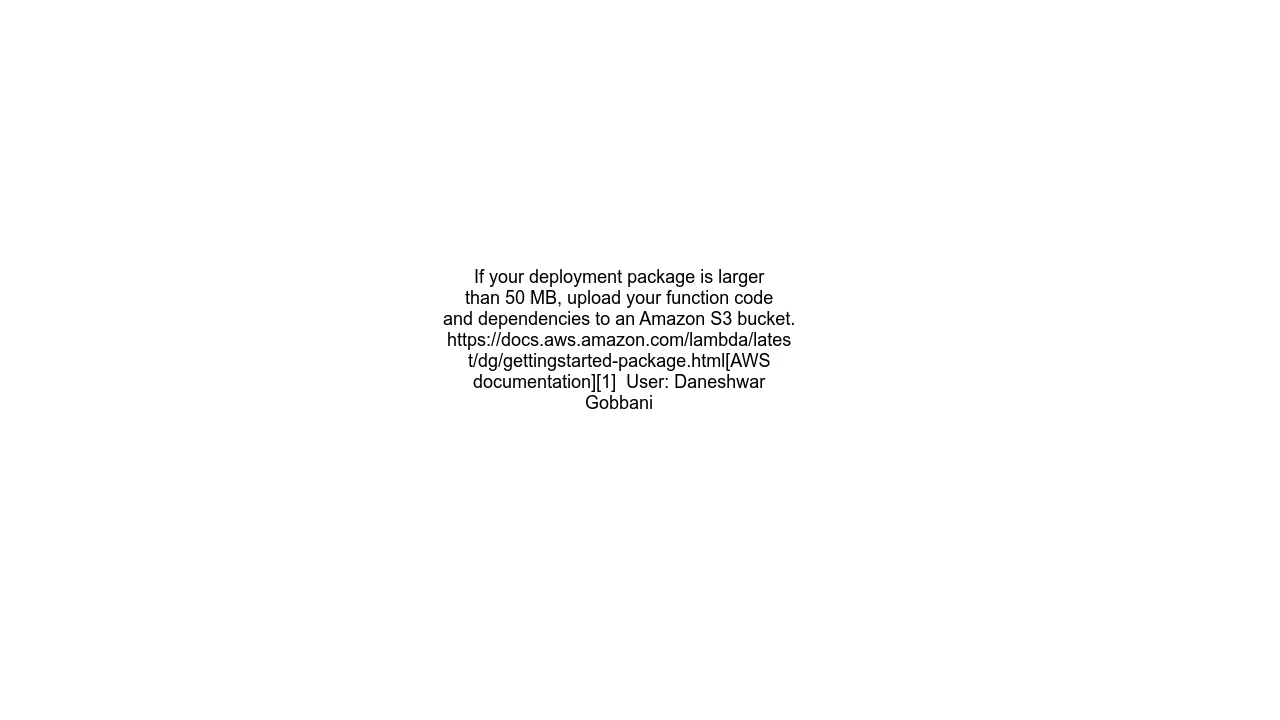 If your deployment package is larger
than 50 MB, upload your function code
and dependencies to an Amazon S3 bucket.
https://docs.aws.amazon.com/lambda/lates
t/dg/gettingstarted-package.html[AWS
documentation][1]  User: Daneshwar
Gobbani